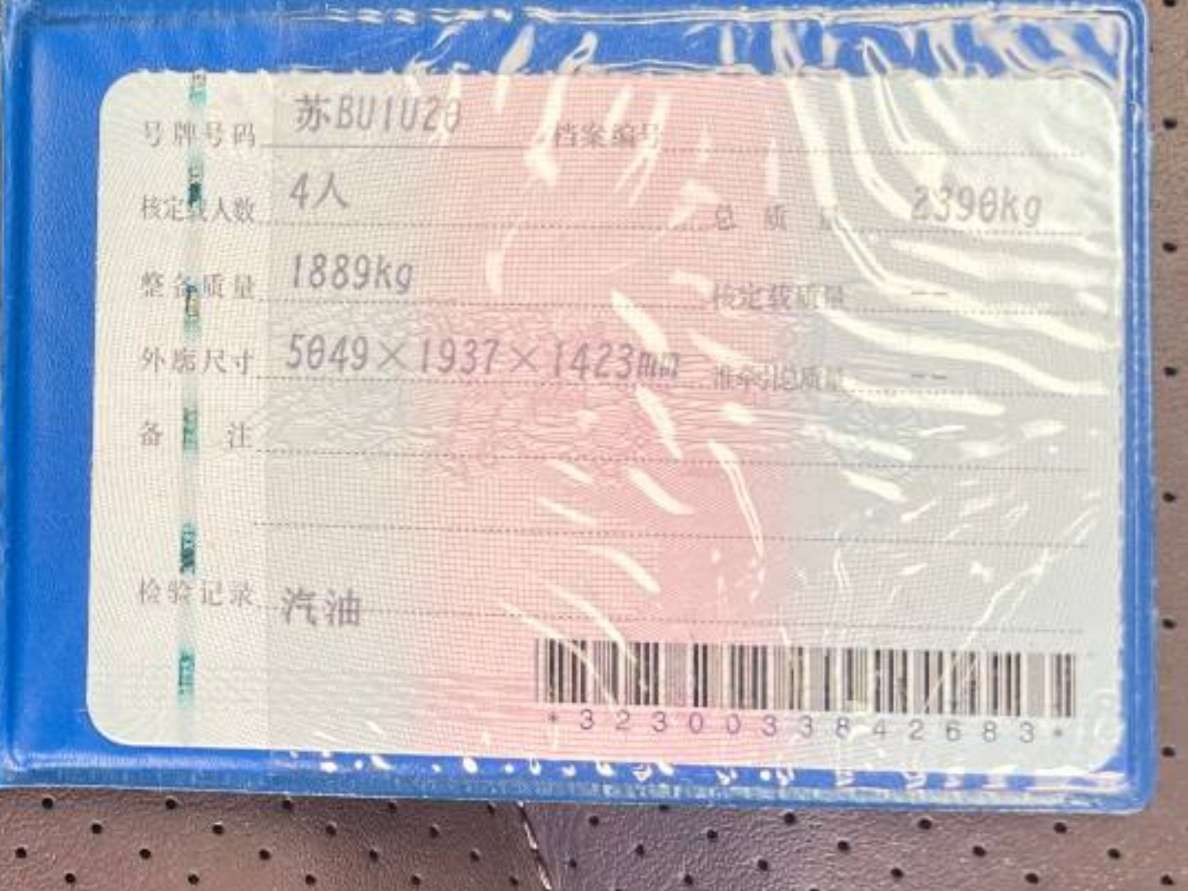 号牌号码 苏BU1U20 档案编号
核定载人数 4人 总质量 2390kg
整备质量 1889kg 核定载质量 --
外廓尺寸 5049×1937×1423mm 准牵引总质量 --
备注
检验记录 汽油
*3230033842683*